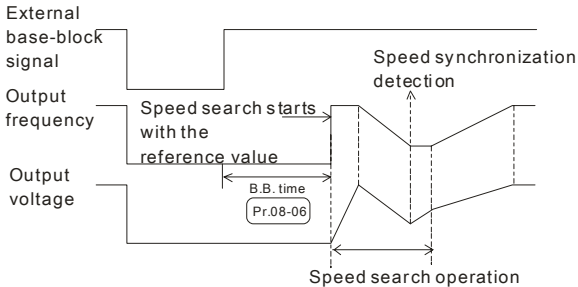 External
base-block
signal
Speed synchronization
detection
Output
frequency
Speed search starts
with the
reference value
Output
voltage
B.B. time
Pr.08-06
Speed search operation